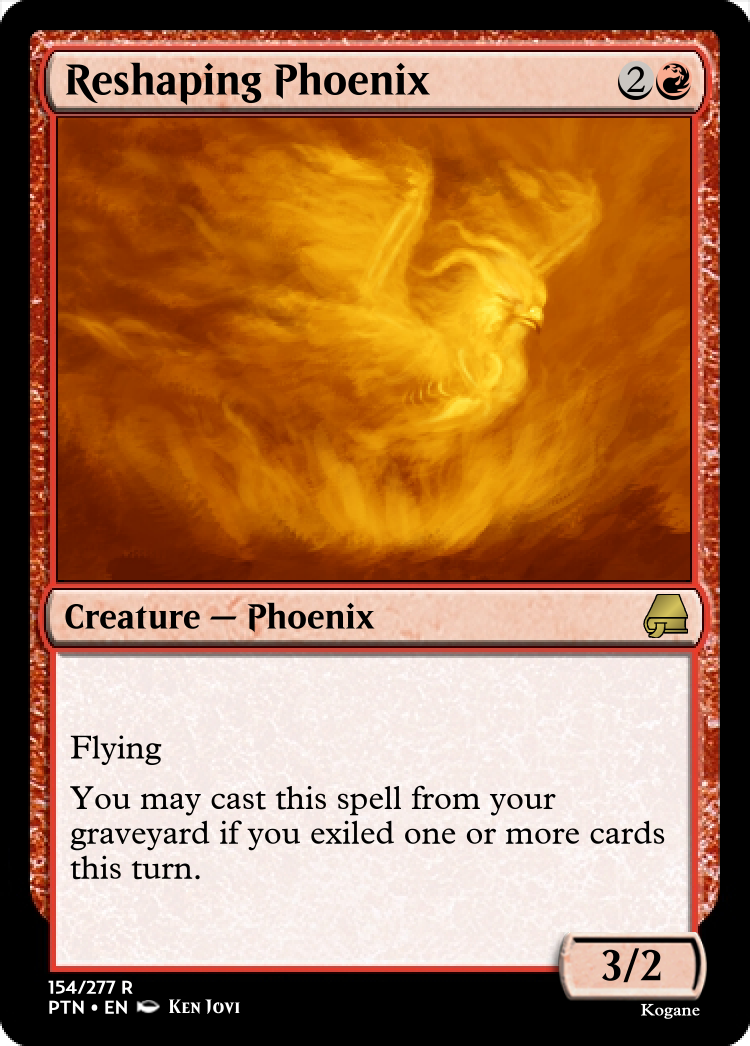 Reshaping Phoenix 2
Creature — Phoenix
Flying
You may cast this spell from your
graveyard if you exiled one or more cards
this turn.
3/2
154/277 R
PTN • EN Ken Jovi
Kogane